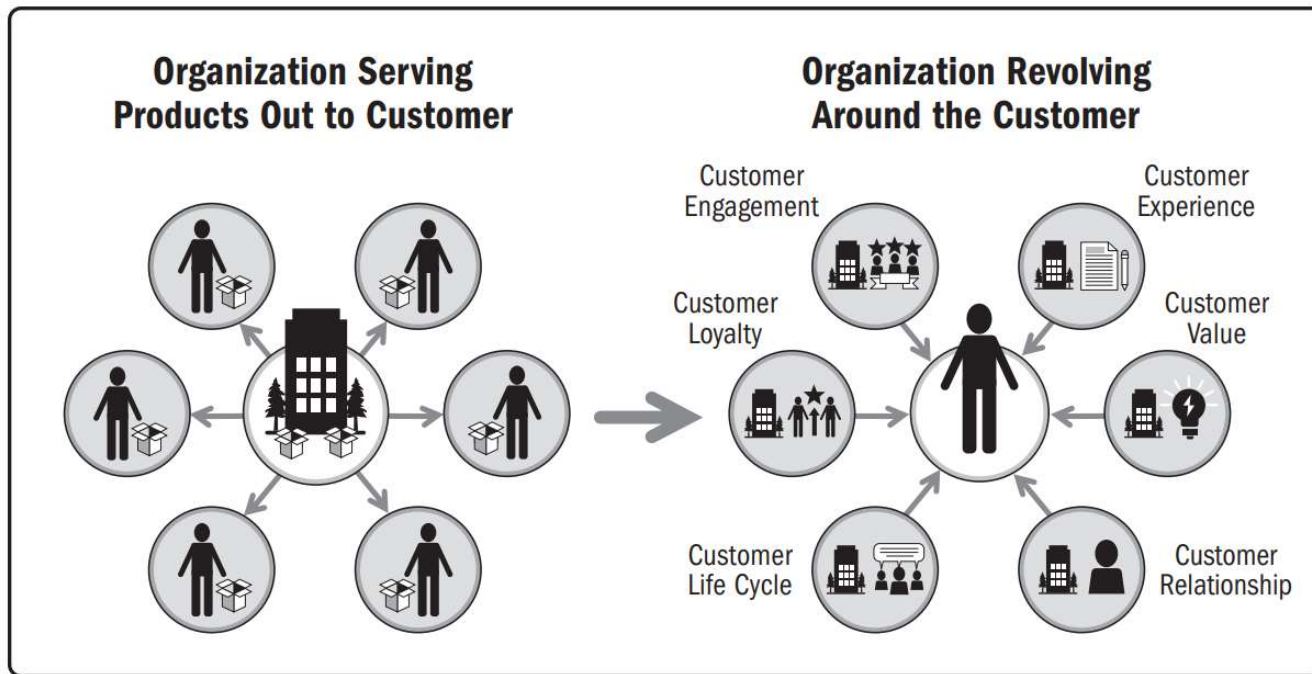 Organization Serving
Products Out to Customer
Organization Revolving
Around the Customer
Customer
Engagement
Customer
Experience
Customer
Loyalty
Customer
Value
Customer
Life Cycle
Customer
Relationship